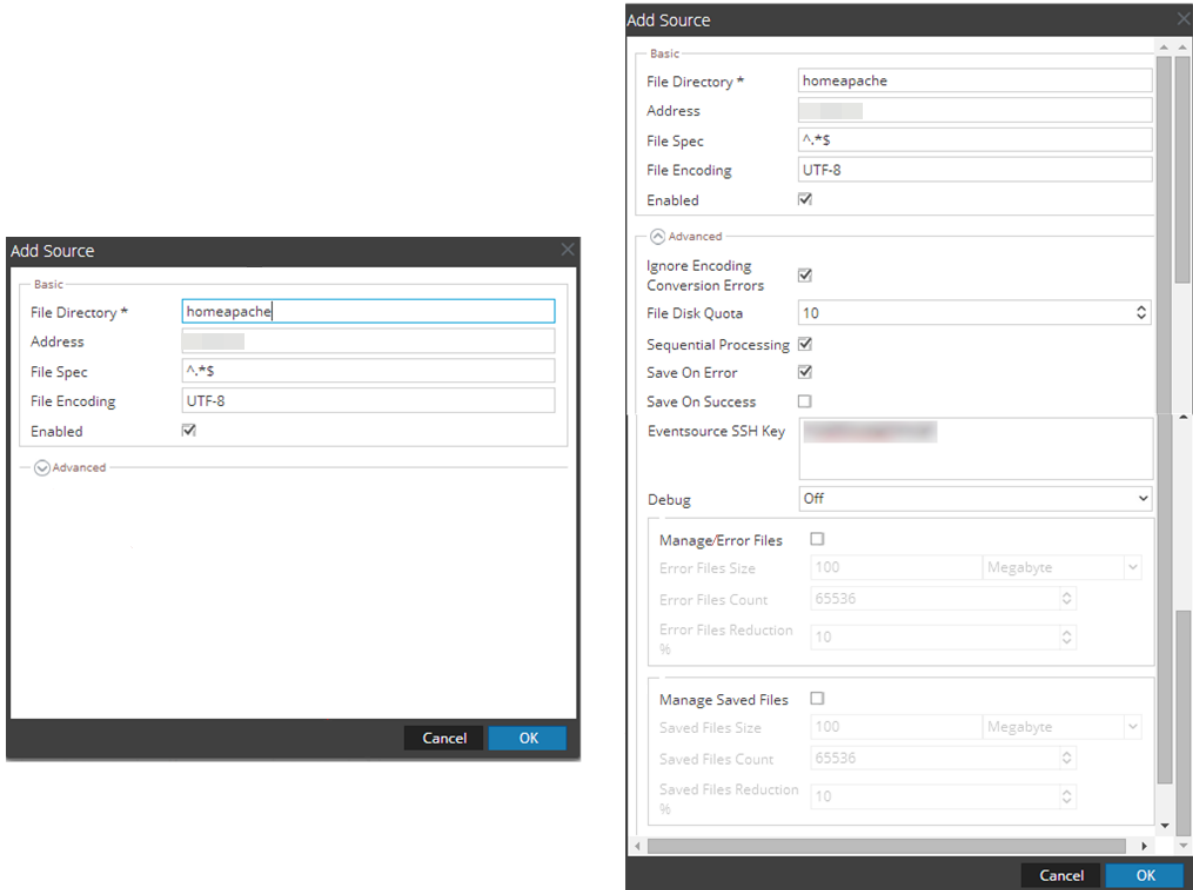 Add Source
Basic
File Directory * homeapache
Address
File Spec ^.*$
File Encoding UTF-8
Enabled
Advanced
Cancel OK
Add Source
Basic
File Directory * homeapache
Address
File Spec ^.*$
File Encoding UTF-8
Enabled
Advanced
Ignore Encoding
Conversion Errors
File Disk Quota 10
Sequential Processing
Save On Error
Save On Success
Eventsource SSH Key
Debug Off
Manage/Error Files
Error Files Size 100 Megabyte
Error Files Count 65536
Error Files Reduction
% 10
Manage Saved Files
Saved Files Size 100 Megabyte
Saved Files Count 65536
Saved Files Reduction
% 10
Cancel OK